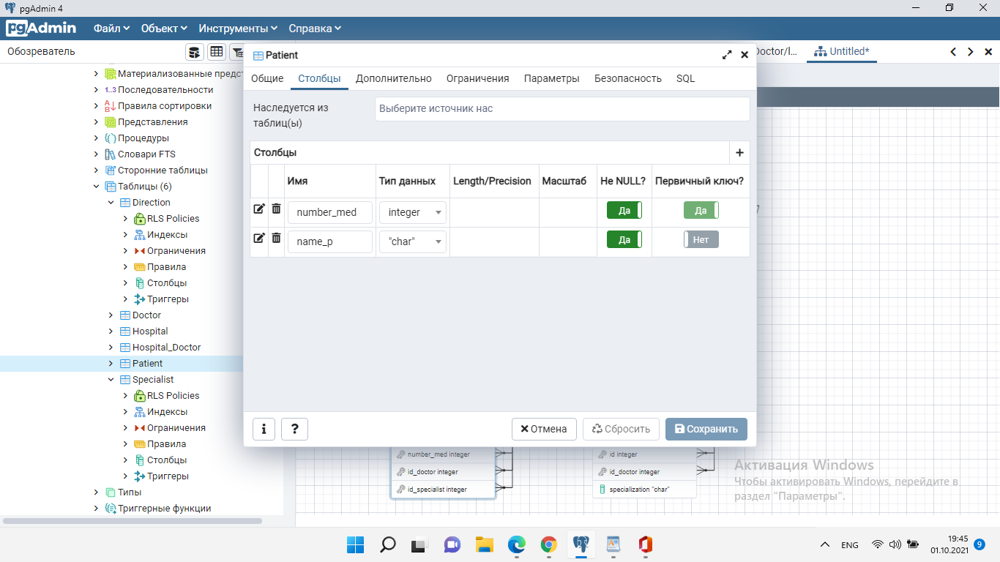 pgAdmin 4
pgAdmin Файл Объект Инструменты Справка
Обозреватель
Untitled*
Материализованные предст
1..3 Последовательности
Правила сортировки
Представления
Процедуры
Словари FTS
Сторонние таблицы
Таблицы (6)
Direction
RLS Policies
Индексы
Ограничения
Правила
Столбцы
Триггеры
Doctor
Hospital
Hospital_Doctor
Patient
Specialist
RLS Policies
Индексы
Ограничения
Правила
Столбцы
Триггеры
Типы
Триггерные функции
Patient
Общие Столбцы Дополнительно Ограничения Параметры Безопасность SQL
Наследуется из
таблиц(ы)
Выберите источник нас
Столбцы
Имя Тип данных Length/Precision Масштаб Не NULL? Первичный ключ?
number_med integer Да Да
name_p "char" Да Нет
i ? Отмена Сбросить Сохранить
number_med integer
id_doctor integer
id_specialist integer
id integer
id_doctor integer
specialization "char"
Активация Windows
Чтобы активировать Windows, перейдите в
раздел "Параметры".
ENG
19:45
01.10.2021
9